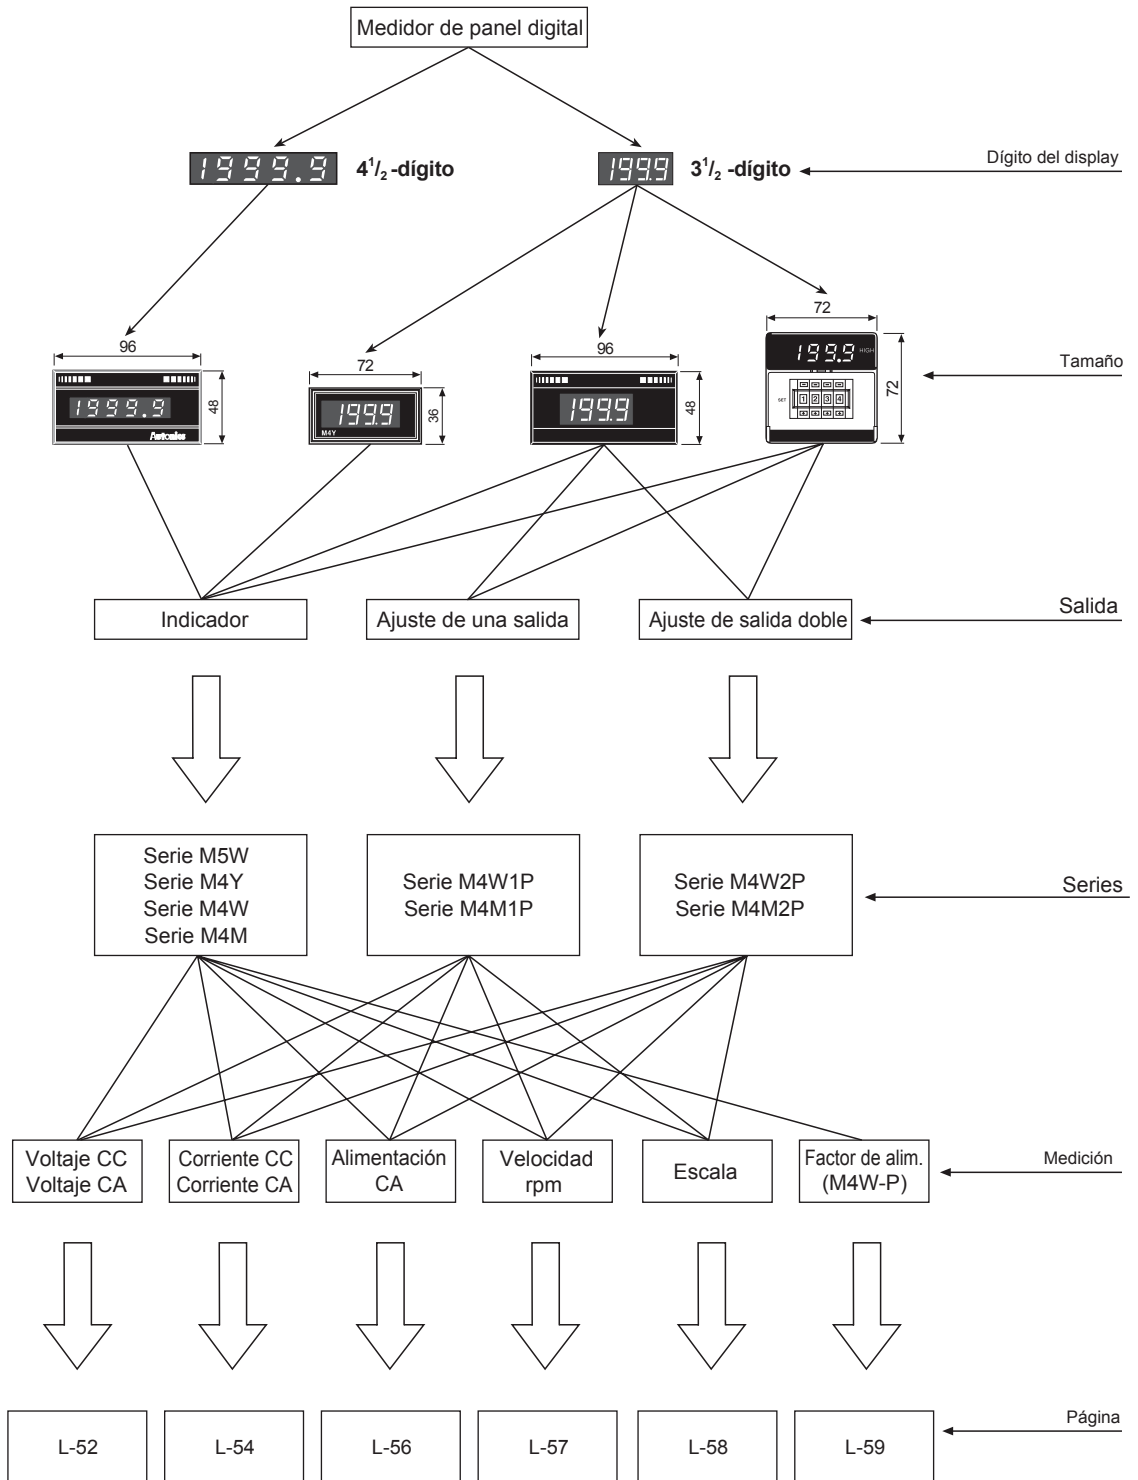 Medidor de panel digital
1999.9
4 1/2 -dígito
199.9
3 1/2 -dígito
Dígito del display
96
48
1999.9
Autonics
72
36
199.9
M4Y
96
48
199.9
72
72
199.9
HIGH
SET
1 2 3 4
Tamaño
Indicador
Ajuste de una salida
Ajuste de salida doble
Salida
Serie M5W
Serie M4Y
Serie M4W
Serie M4M
Serie M4W1P
Serie M4M1P
Serie M4W2P
Serie M4M2P
Series
Voltaje CC
Voltaje CA
Corriente CC
Corriente CA
Alimentación
CA
Velocidad
rpm
Escala
Factor de alim.
(M4W-P)
Medición
L-52
L-54
L-56
L-57
L-58
L-59
Página